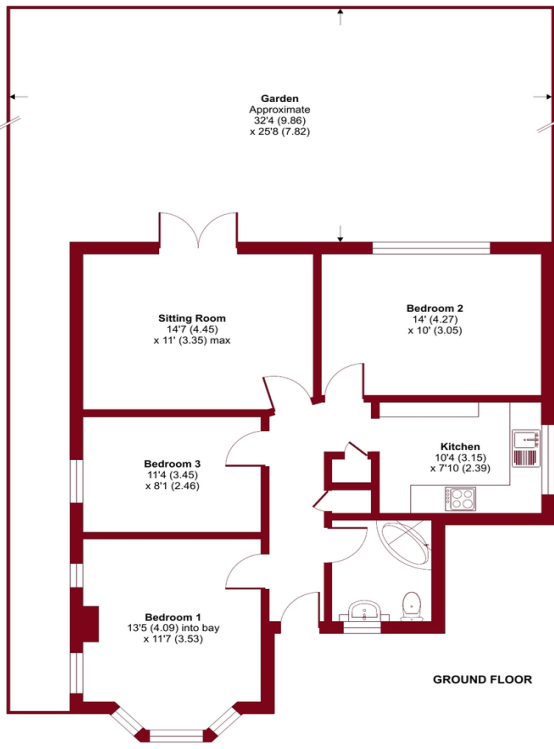 Garden
Approximate
32'4 (9.86)
x 25'8 (7.82)
Sitting Room
14'7 (4.45)
x 11' (3.35) max
Bedroom 2
14' (4.27)
x 10' (3.05)
Kitchen
10'4 (3.15)
x 7'10 (2.39)
Bedroom 3
11'4 (3.45)
x 8'1 (2.46)
Bedroom 1
13'5 (4.09) into bay
x 11'7 (3.53)
GROUND FLOOR